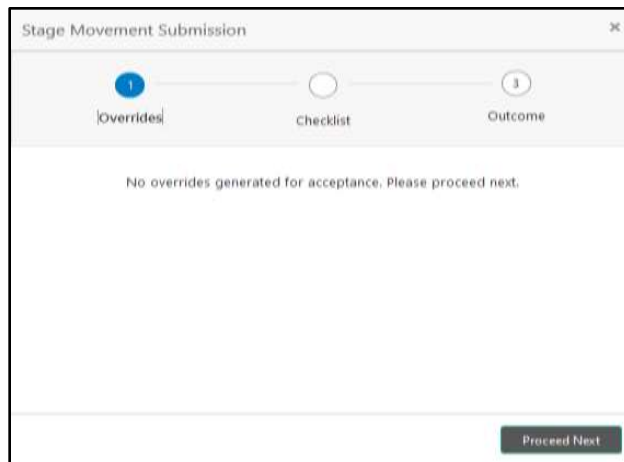 Stage Movement Submission ×
1 3
Overrides Checklist Outcome
No overrides generated for acceptance. Please proceed next.
Proceed Next